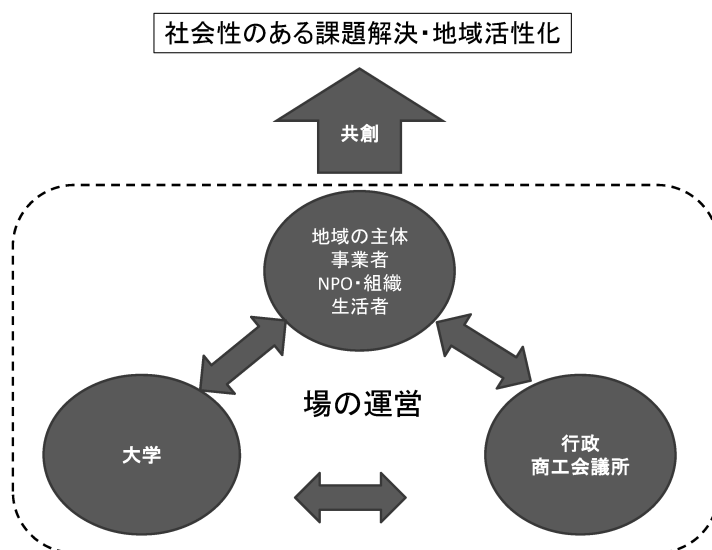 社会性のある課題解決・地域活性化
共創
地域の主体
事業者
NPO・組織
生活者
場の運営
大学
行政
商工会議所